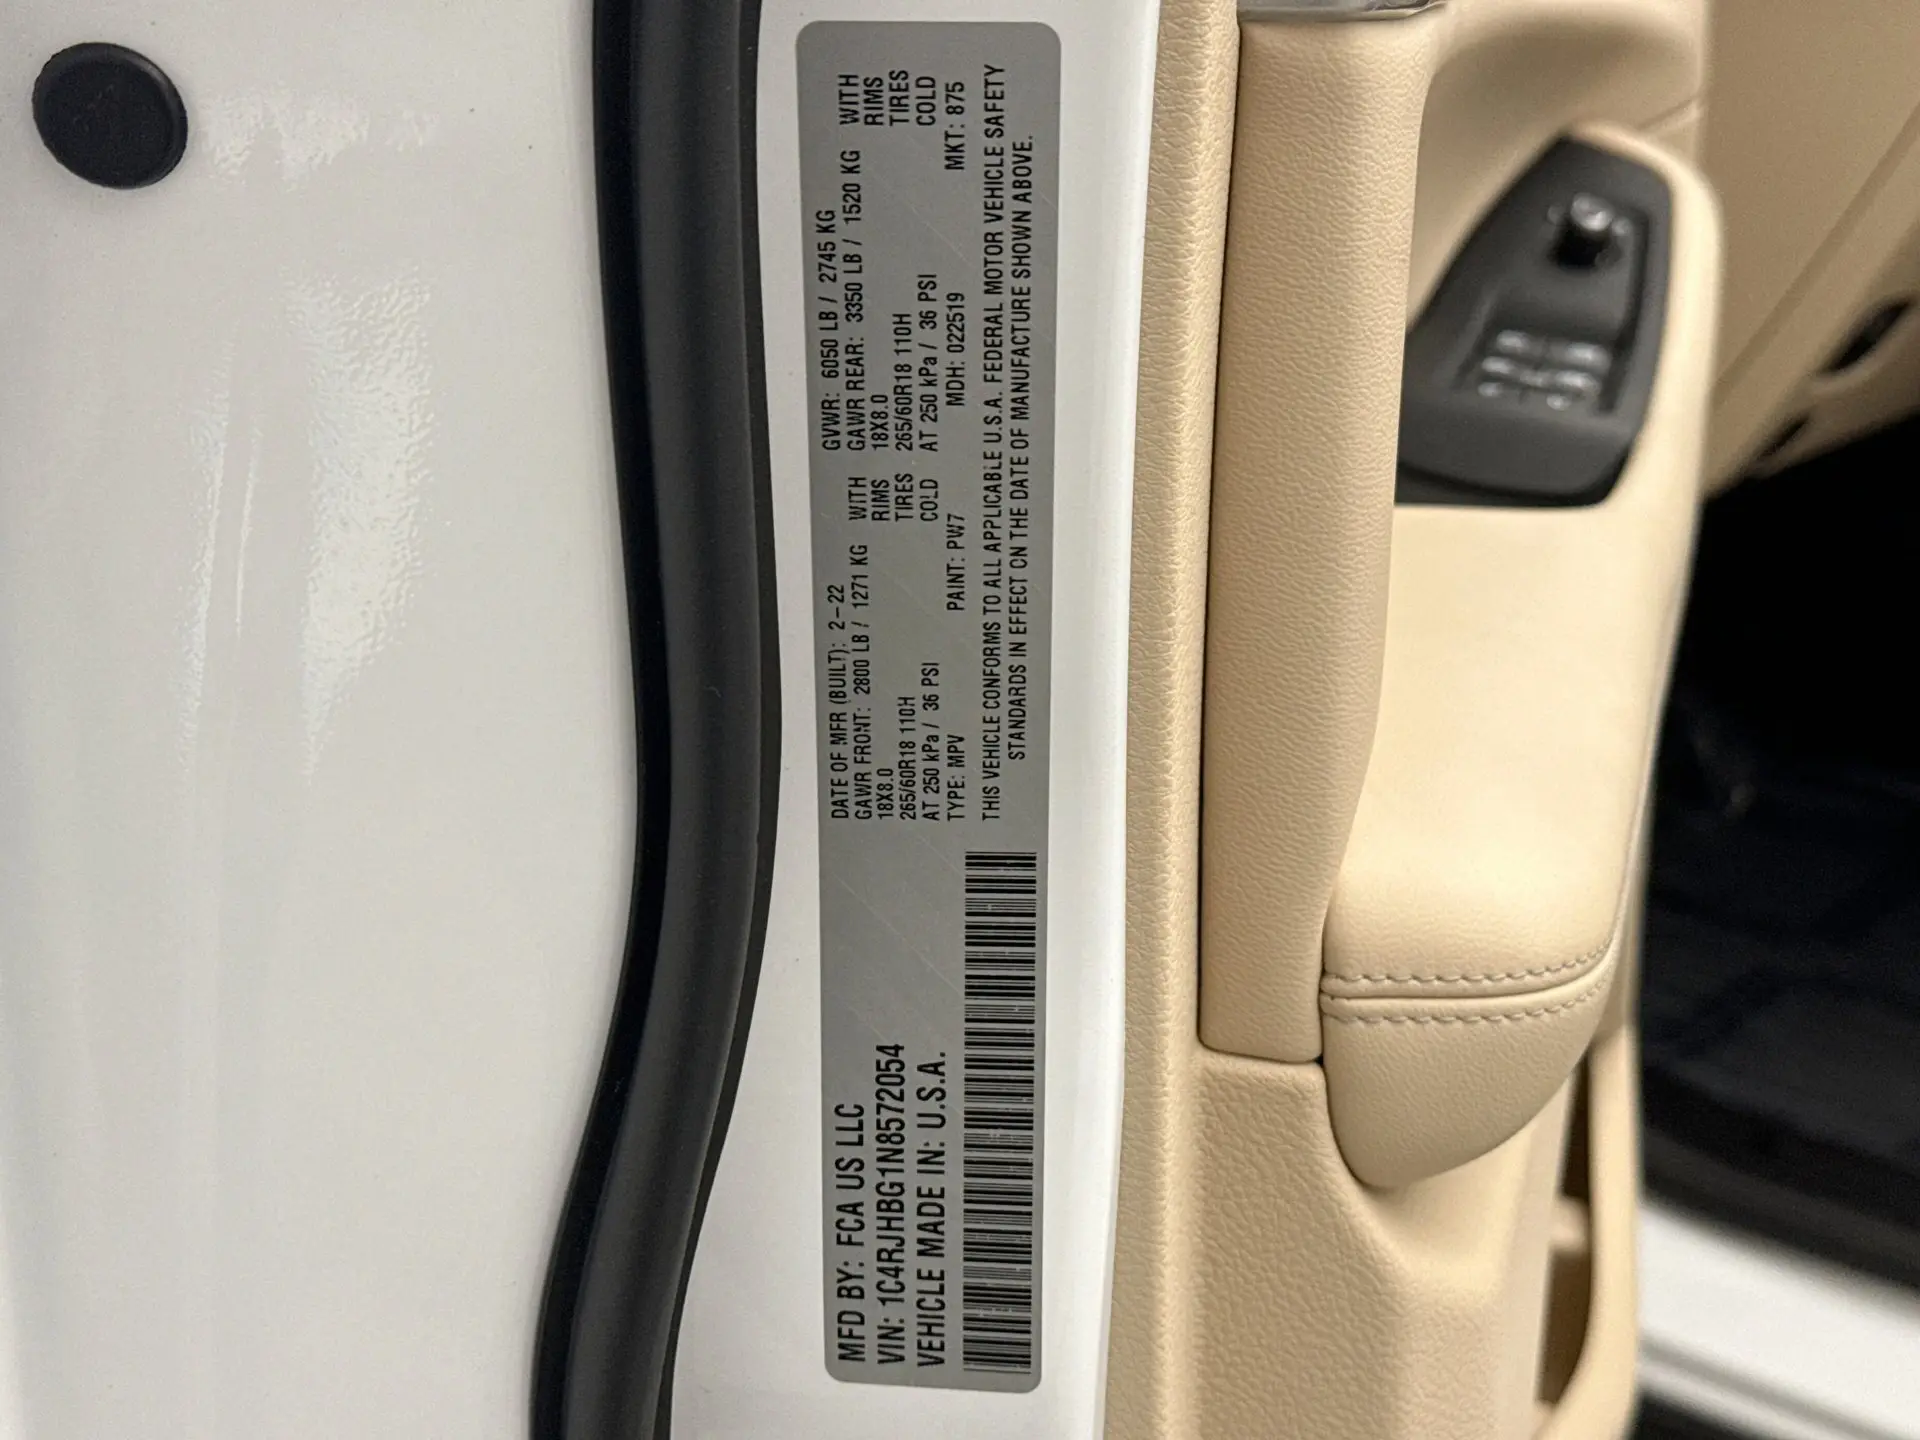 MFD BY: FCA US LLC
VIN: 1C4RJHBG1N8572054
VEHICLE MADE IN: U.S.A.
DATE OF MFR (BUILT): 2-22 GVWR: 6050 LB / 2745 KG
GAWR FRONT: 2800 LB / 1271 KG WITH GAWR REAR: 3350 LB / 1520 KG WITH
18X8.0 RIMS 18X8.0 RIMS
265/60R18 110H TIRES 265/60R18 110H TIRES
AT 250 kPa / 36 PSI COLD AT 250 kPa / 36 PSI COLD
TYPE: MPV PAINT: PW7 MDH: 022519 MKT: 875
THIS VEHICLE CONFORMS TO ALL APPLICABLE U.S.A. FEDERAL MOTOR VEHICLE SAFETY
STANDARDS IN EFFECT ON THE DATE OF MANUFACTURE SHOWN ABOVE.